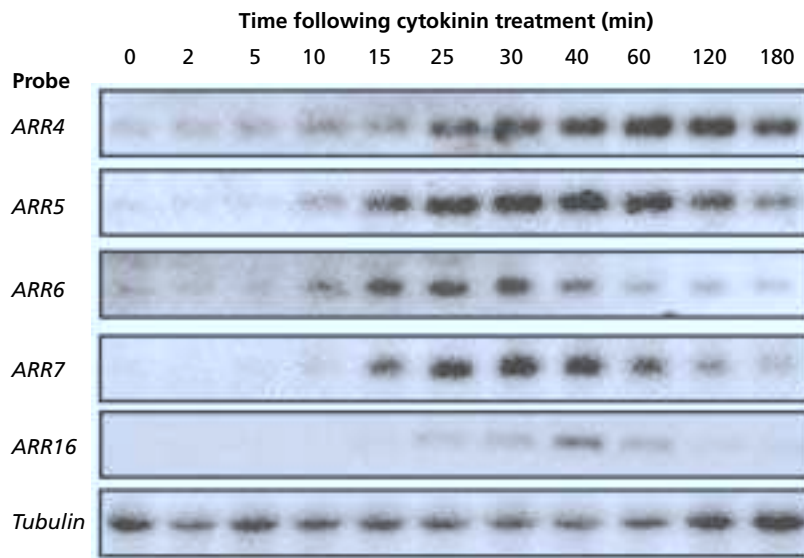 Time following cytokinin treatment (min)
0 2 5 10 15 25 30 40 60 120 180
Probe
ARR4
ARR5
ARR6
ARR7
ARR16
Tubulin